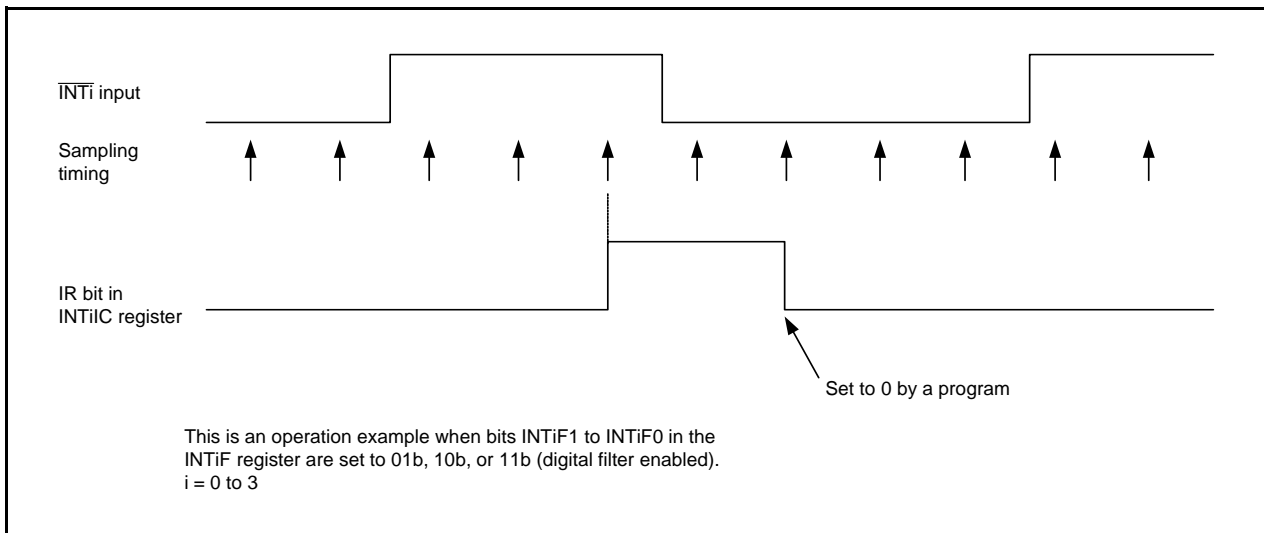 INTi input
Sampling
timing
IR bit in
INTiIC register
Set to 0 by a program
This is an operation example when bits INTiF1 to INTiF0 in the
INTiF register are set to 01b, 10b, or 11b (digital filter enabled).
i = 0 to 3